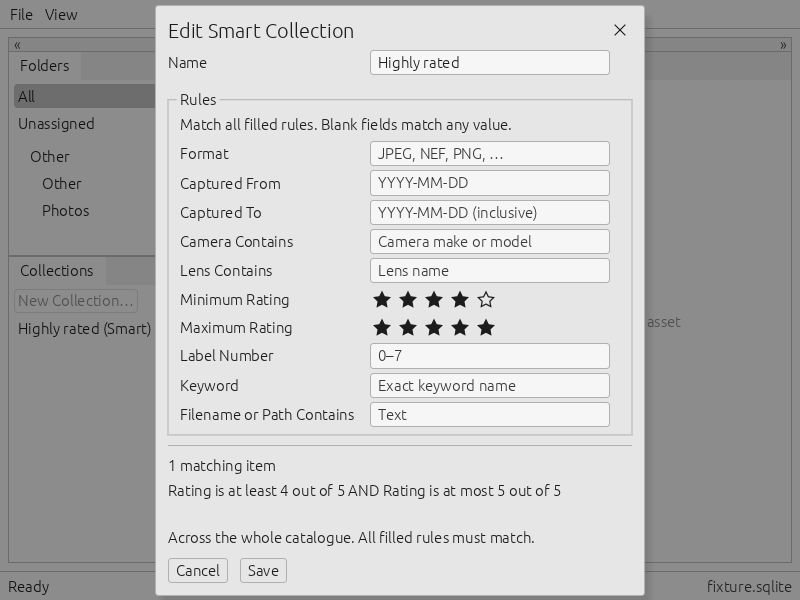 File View
«
»
Folders
All
Unassigned
Other
Other
Photos
Collections
New Collection...
Highly rated (Smart)
Edit Smart Collection
Name
Highly rated
Rules
Match all filled rules. Blank fields match any value.
Format JPEG, NEF, PNG, …
Captured From YYYY-MM-DD
Captured To YYYY-MM-DD (inclusive)
Camera Contains Camera make or model
Lens Contains Lens name
Minimum Rating ★ ★ ★ ★ ☆
Maximum Rating ★ ★ ★ ★ ★
Label Number 0–7
Keyword Exact keyword name
Filename or Path Contains Text
1 matching item
Rating is at least 4 out of 5 AND Rating is at most 5 out of 5
Across the whole catalogue. All filled rules must match.
Cancel Save
asset
Ready
fixture.sqlite